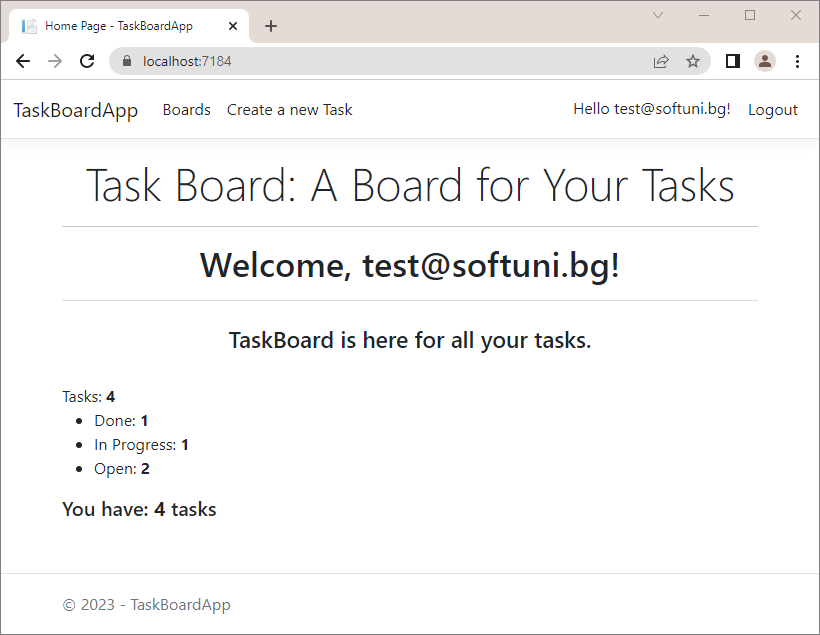 Home Page - TaskBoardApp
localhost:7184
TaskBoardApp Boards Create a new Task Hello test@softuni.bg! Logout
Task Board: A Board for Your Tasks
Welcome, test@softuni.bg!
TaskBoard is here for all your tasks.
Tasks: 4
Done: 1
In Progress: 1
Open: 2
You have: 4 tasks
© 2023 - TaskBoardApp